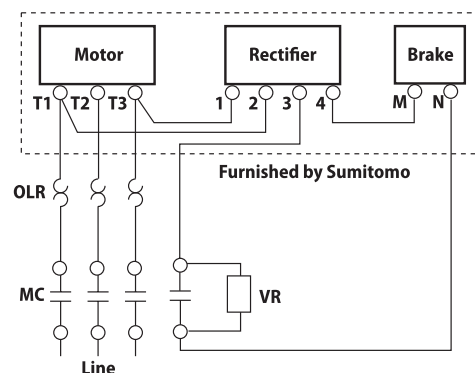 Motor Rectifier Brake
T1 T2 T3 1 2 3 4 M N
Furnished by Sumitomo
OLR
MC VR
Line